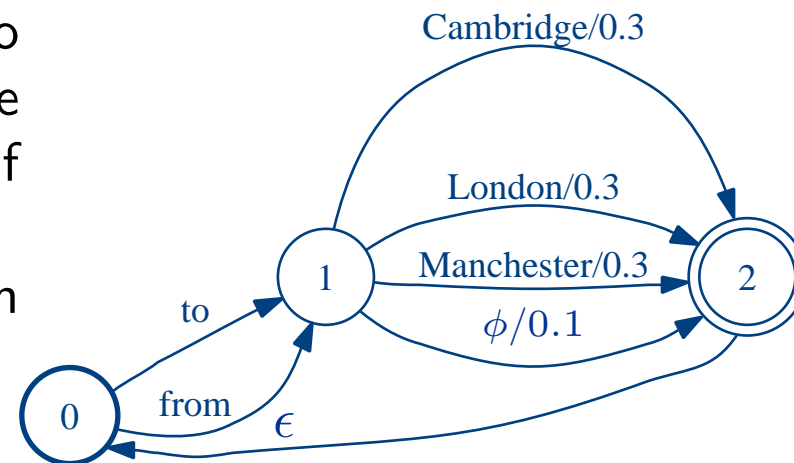 o
Cambridge/0.3
e
f
London/0.3
1
Manchester/0.3
2
n
to
ϕ/0.1
from
0
ϵ